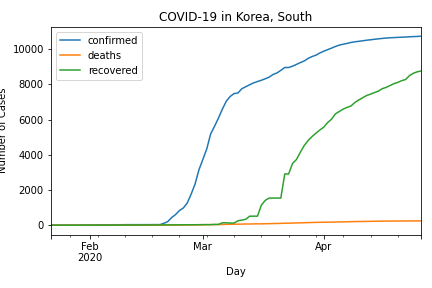 COVID-19 in Korea, South
confirmed
deaths
recovered
10000
8000
6000
4000
2000
0
Number of Cases
Feb
2020
Mar
Apr
Day